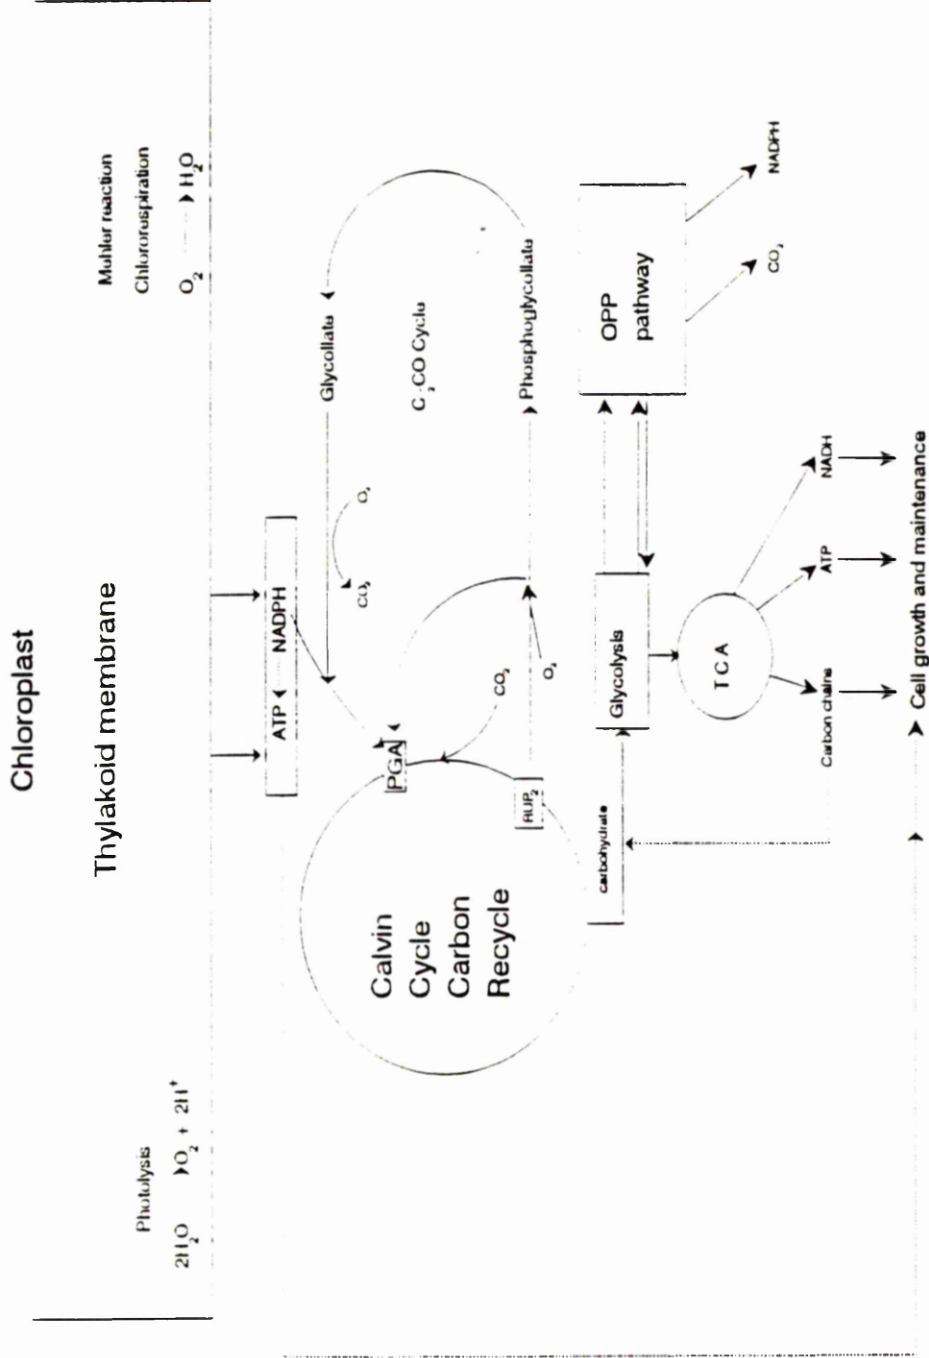 Chloroplast
Thylakoid membrane
Photolysis
2H₂O → O₂ + 2H⁺
Mehler reaction
Chlororespiration
O₂ → H₂O
ATP ← NADPH
Glycollate
CO₂
O₂
C₂-CO Cycle
PGA
Calvin
Cycle
Carbon
Recycle
CO₂
O₂
RUP₂
Phosphoglycollate
carbohydrate
Glycolysis
OPP
pathway
TCA
CO₂
NADPH
Carbon chains
ATP
NADH
Cell growth and maintenance